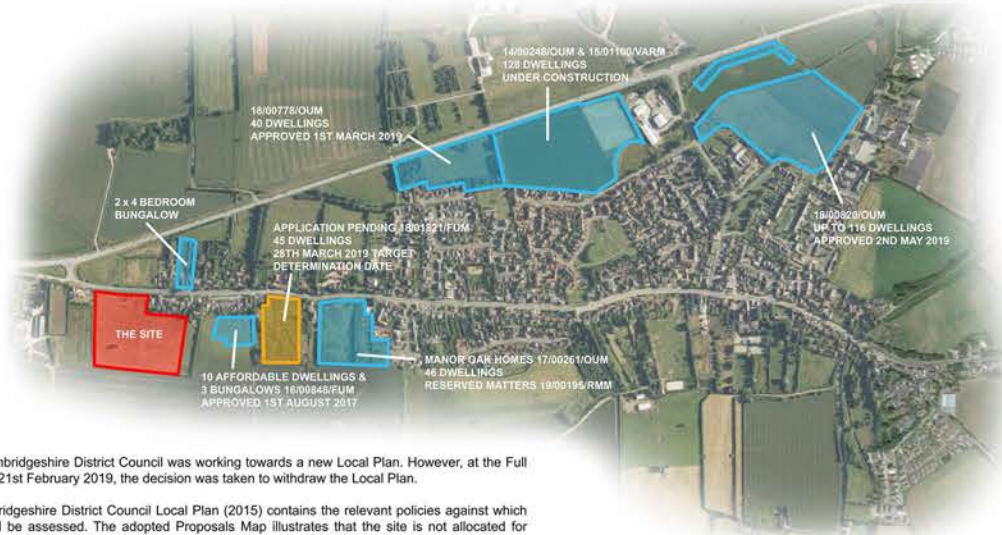 14/00248/OUM & 15/01100/VARM
128 DWELLINGS
UNDER CONSTRUCTION
18/00778/OUM
40 DWELLINGS
APPROVED 1ST MARCH 2019
2 x 4 BEDROOM
BUNGALOW
APPLICATION PENDING 18/01821/FUM
45 DWELLINGS
28TH MARCH 2019 TARGET
DETERMINATION DATE
18/00820/OUM
UP TO 116 DWELLINGS
APPROVED 2ND MAY 2019
THE SITE
10 AFFORDABLE DWELLINGS &
3 BUNGALOWS 16/00848/FUM
APPROVED 1ST AUGUST 2017
MANOR OAK HOMES 17/00261/OUM
46 DWELLINGS
RESERVED MATTERS 19/00195/RMM
mbridgeshire District Council was working towards a new Local Plan. However, at the Full
21st February 2019, the decision was taken to withdraw the Local Plan.
ridgeshire District Council Local Plan (2015) contains the relevant policies against which
l be assessed. The adopted Proposals Map illustrates that the site is not allocated for